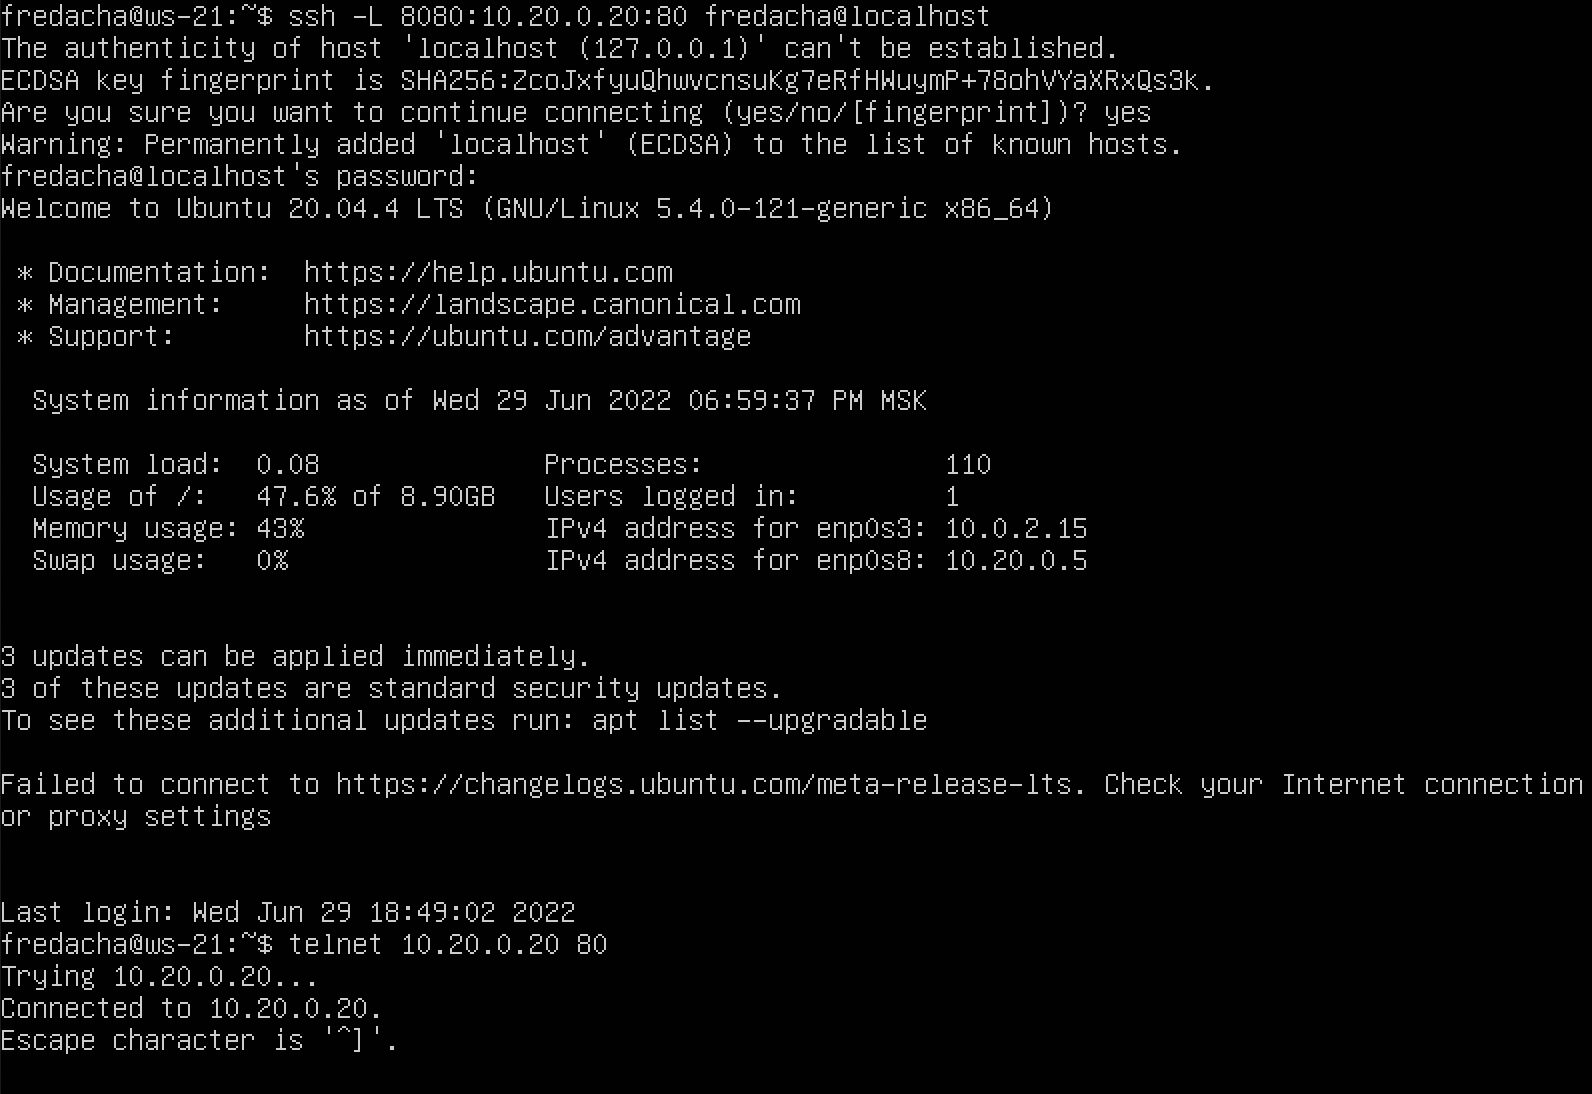 fredacha@ws-21:~$ ssh -L 8080:10.20.0.20:80 fredacha@localhost
The authenticity of host 'localhost (127.0.0.1)' can't be established.
ECDSA key fingerprint is SHA256:ZcoJxfyuQhwvcnsuKg7eRfHWuymP+78ohVYaXRxQs3k.
Are you sure you want to continue connecting (yes/no/[fingerprint])? yes
Warning: Permanently added 'localhost' (ECDSA) to the list of known hosts.
fredacha@localhost's password:
Welcome to Ubuntu 20.04.4 LTS (GNU/Linux 5.4.0-121-generic x86_64)
* Documentation:  https://help.ubuntu.com
* Management:     https://landscape.canonical.com
* Support:        https://ubuntu.com/advantage
System information as of Wed 29 Jun 2022 06:59:37 PM MSK
System load:  0.08              Processes:               110
Usage of /:   47.6% of 8.90GB   Users logged in:         1
Memory usage: 43%               IPv4 address for enp0s3: 10.0.2.15
Swap usage:   0%                IPv4 address for enp0s8: 10.20.0.5
3 updates can be applied immediately.
3 of these updates are standard security updates.
To see these additional updates run: apt list --upgradable
Failed to connect to https://changelogs.ubuntu.com/meta-release-lts. Check your Internet connection
or proxy settings
Last login: Wed Jun 29 18:49:02 2022
fredacha@ws-21:~$ telnet 10.20.0.20 80
Trying 10.20.0.20...
Connected to 10.20.0.20.
Escape character is '^]'.